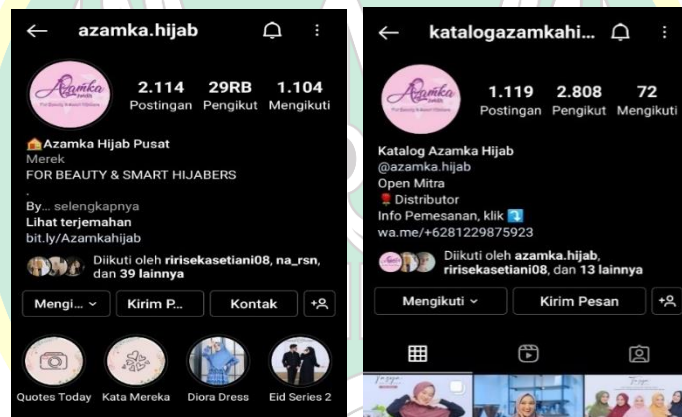 azamka.hijab
Azamka
For Beauty & Smart Hijabers
2.114 29RB 1.104
Postingan Pengikut Mengikuti
Azamka Hijab Pusat
Merek
FOR BEAUTY & SMART HIJABERS
.
By... selengkapnya
Lihat terjemahan
bit.ly/Azamkahijab
Diikuti oleh ririsekasetiani08, na_rsn,
dan 39 lainnya
Mengi... Kirim P... Kontak
Quotes Today Kata Mereka Diora Dress Eid Series 2
katalogazamkahi...
Azamka
1.119 2.808 72
Postingan Pengikut Mengikuti
Katalog Azamka Hijab
@azamka.hijab
Open Mitra
Distributor
Info Pemesanan, klik
wa.me/+6281229875923
Diikuti oleh azamka.hijab,
ririsekasetiani08, dan 13 lainnya
Mengikuti Kirim Pesan